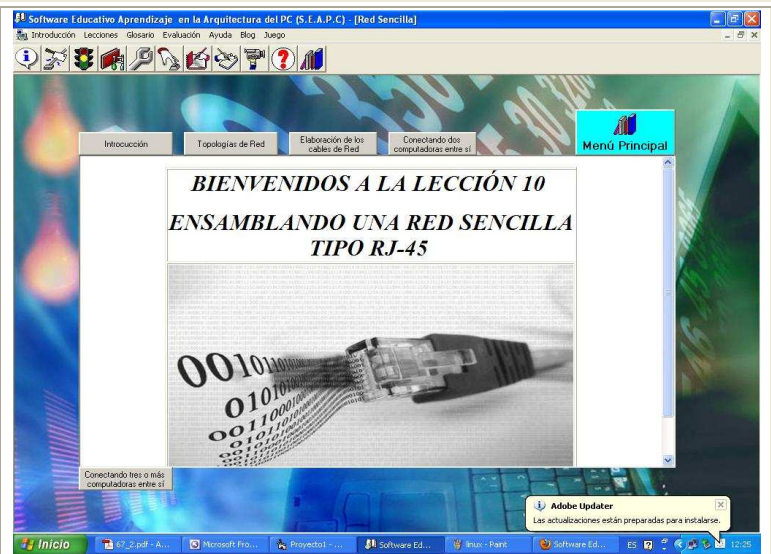 Software Educativo Aprendizaje en la Arquitectura del PC (S.E.A.P.C) - [Red Sencilla]
Introducción Lecciones Glosario Evaluación Ayuda Blog Juego
Introcucción
Topologías de Red
Elaboración de los
cables de Red
Conectando dos
computadoras entre sí
Menú Principal
BIENVENIDOS A LA LECCIÓN 10
ENSAMBLANDO UNA RED SENCILLA
TIPO RJ-45
001011010100
010101010
00110001000
Conectando tres o más
computadoras entre sí
Adobe Updater
Las actualizaciones están preparadas para instalarse.
Inicio
67_2.pdf - A...
Microsoft Fro...
Proyecto1 - ...
Software Ed...
linux - Paint
Software Ed...
ES
12:25